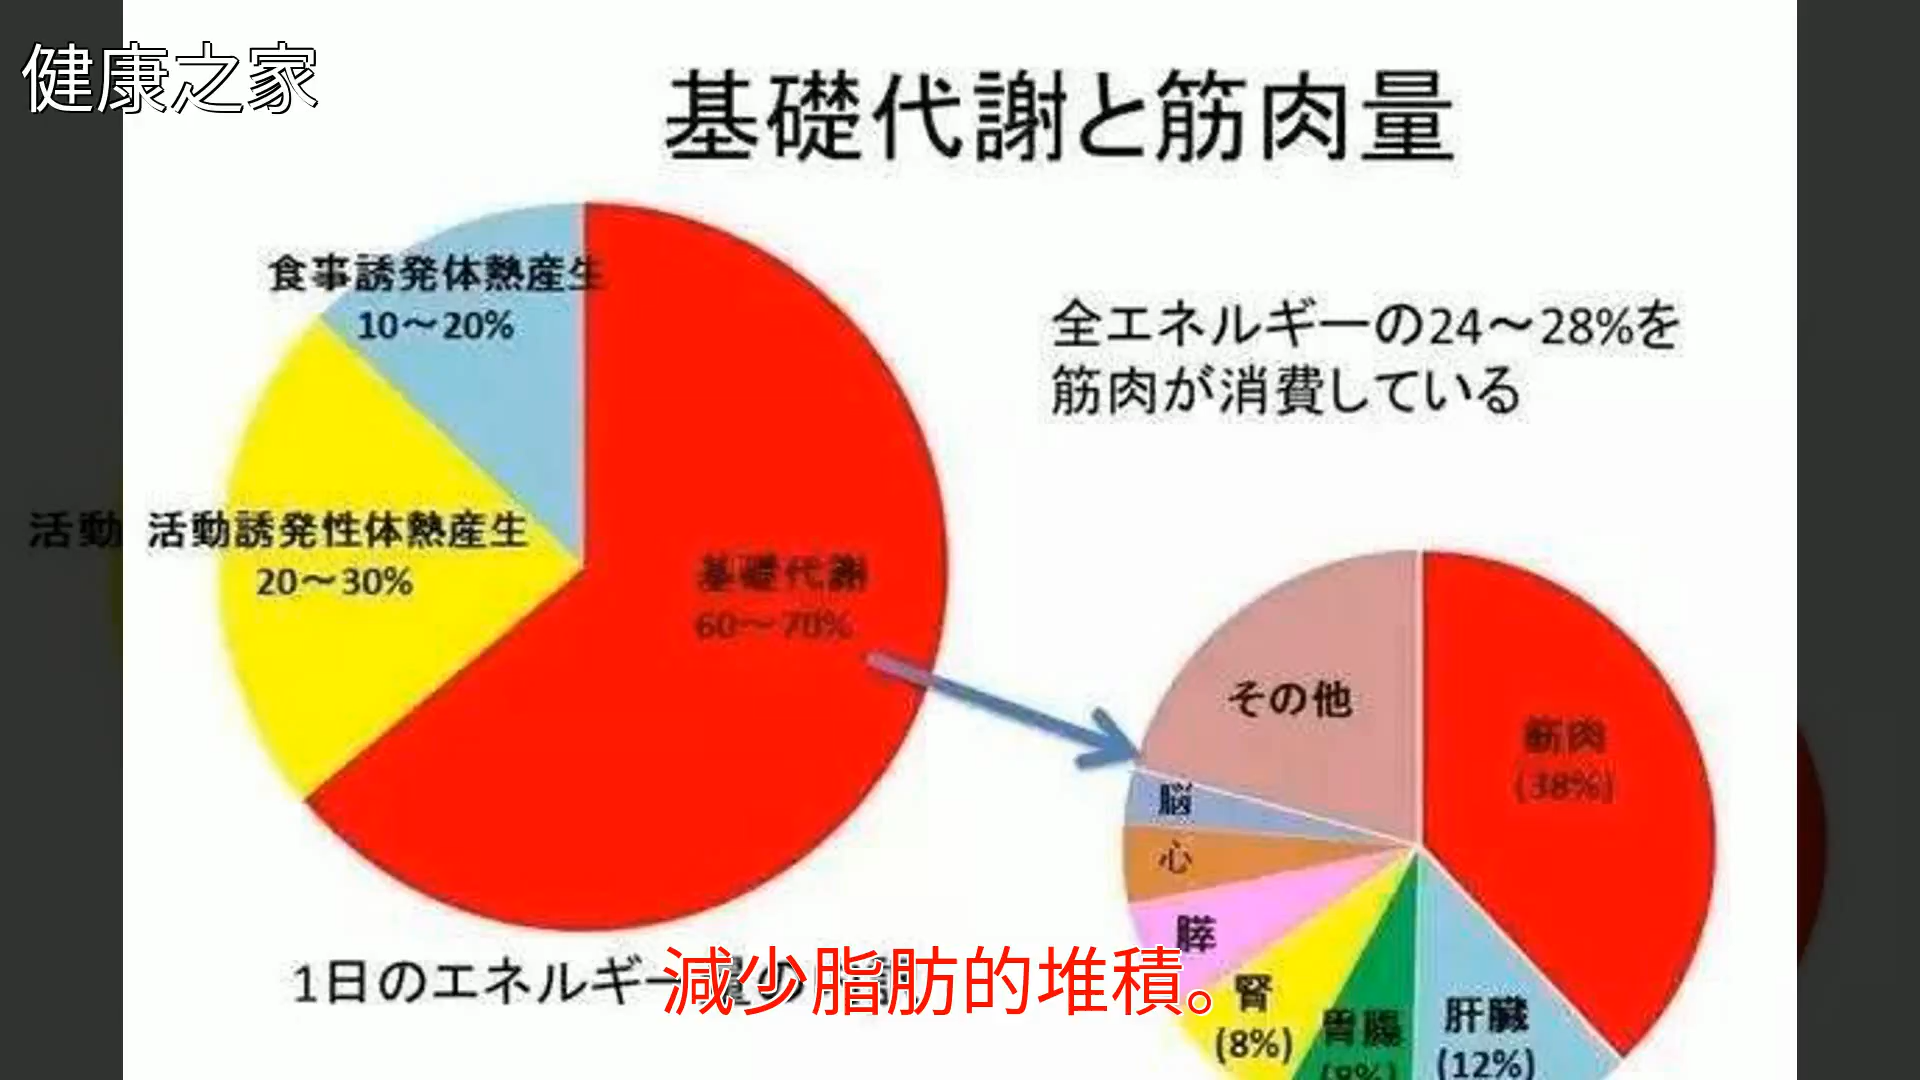 健康之家
基礎代謝と筋肉量
食事誘発体熱産生
10～20%
全エネルギーの24～28%を
筋肉が消費している
活動 活動誘発性体熱産生
20～30%
基礎代謝
60～70%
その他
筋肉
(38%)
脳
心
膵
腎
(8%)
胃腸
(8%)
肝臓
(12%)
1日のエネルギー
減少脂肪的堆積。